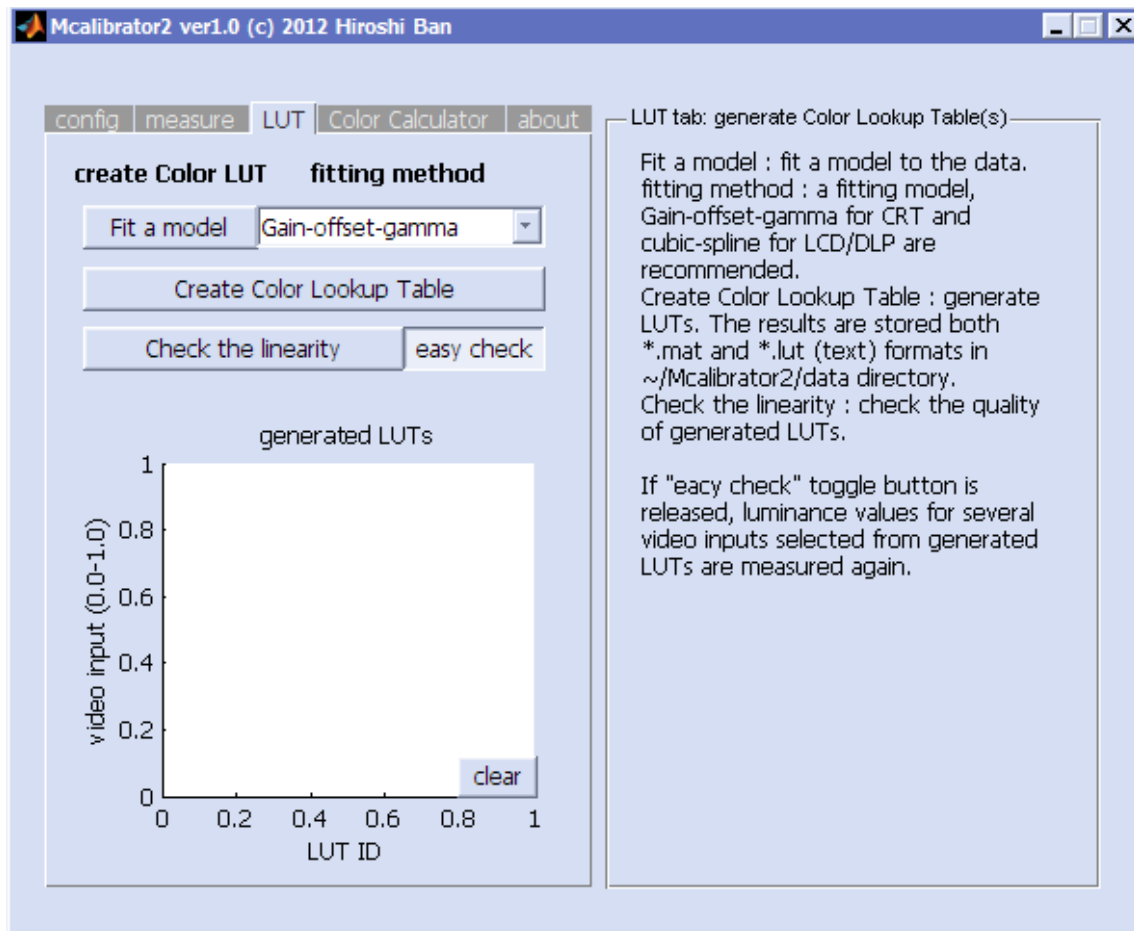 Mcalibrator2 ver1.0 (c) 2012 Hiroshi Ban
config measure LUT Color Calculator about
create Color LUT fitting method
Fit a model Gain-offset-gamma
Create Color Lookup Table
Check the linearity easy check
generated LUTs
1
0.8
0.6
0.4
0.2
0
video input (0.0-1.0)
clear
0 0.2 0.4 0.6 0.8 1
LUT ID
LUT tab: generate Color Lookup Table(s)
Fit a model : fit a model to the data.
fitting method : a fitting model,
Gain-offset-gamma for CRT and
cubic-spline for LCD/DLP are
recommended.
Create Color Lookup Table : generate
LUTs. The results are stored both
*.mat and *.lut (text) formats in
~/Mcalibrator2/data directory.
Check the linearity : check the quality
of generated LUTs.
If "eacy check" toggle button is
released, luminance values for several
video inputs selected from generated
LUTs are measured again.